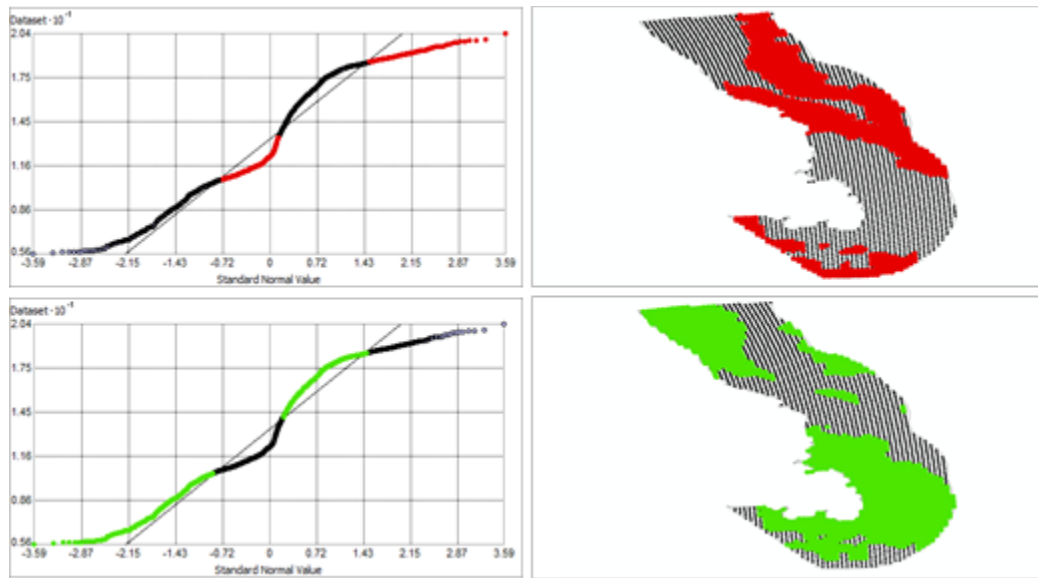 Dataset · 10⁻¹
2.04
1.75
1.45
1.16
0.86
0.56
-3.59 -2.87 -2.15 -1.43 -0.72 0 0.72 1.43 2.15 2.87 3.59
Standard Normal Value
Dataset · 10⁻¹
2.04
1.75
1.45
1.16
0.86
0.56
-3.59 -2.87 -2.15 -1.43 -0.72 0 0.72 1.43 2.15 2.87 3.59
Standard Normal Value